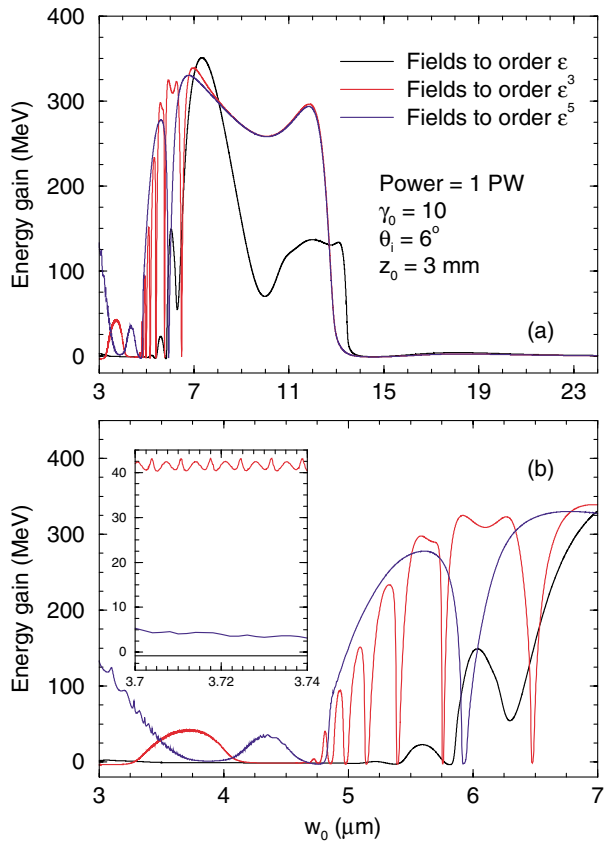 400
300
200
100
0
Energy gain (MeV)
Fields to order ε
Fields to order ε³
Fields to order ε⁵
Power = 1 PW
γ₀ = 10
θᵢ = 6°
z₀ = 3 mm
(a)
3 7 11 15 19 23
400
300
200
100
0
Energy gain (MeV)
(b)
40
30
20
10
0
3.7 3.72 3.74
3 4 5 6 7
w₀ (μm)